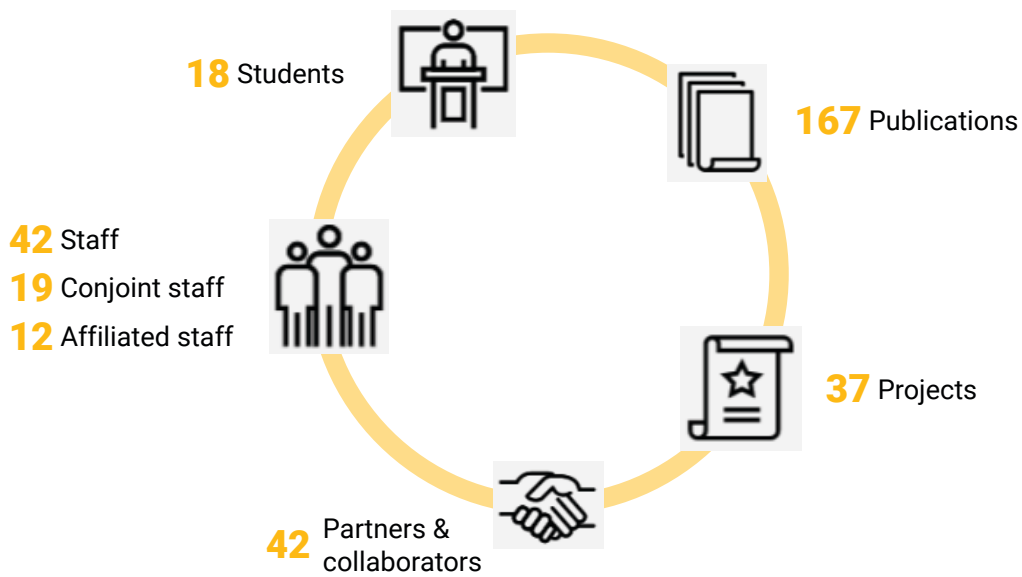 18 Students
167 Publications
42 Staff
19 Conjoint staff
12 Affiliated staff
37 Projects
42 Partners &
collaborators